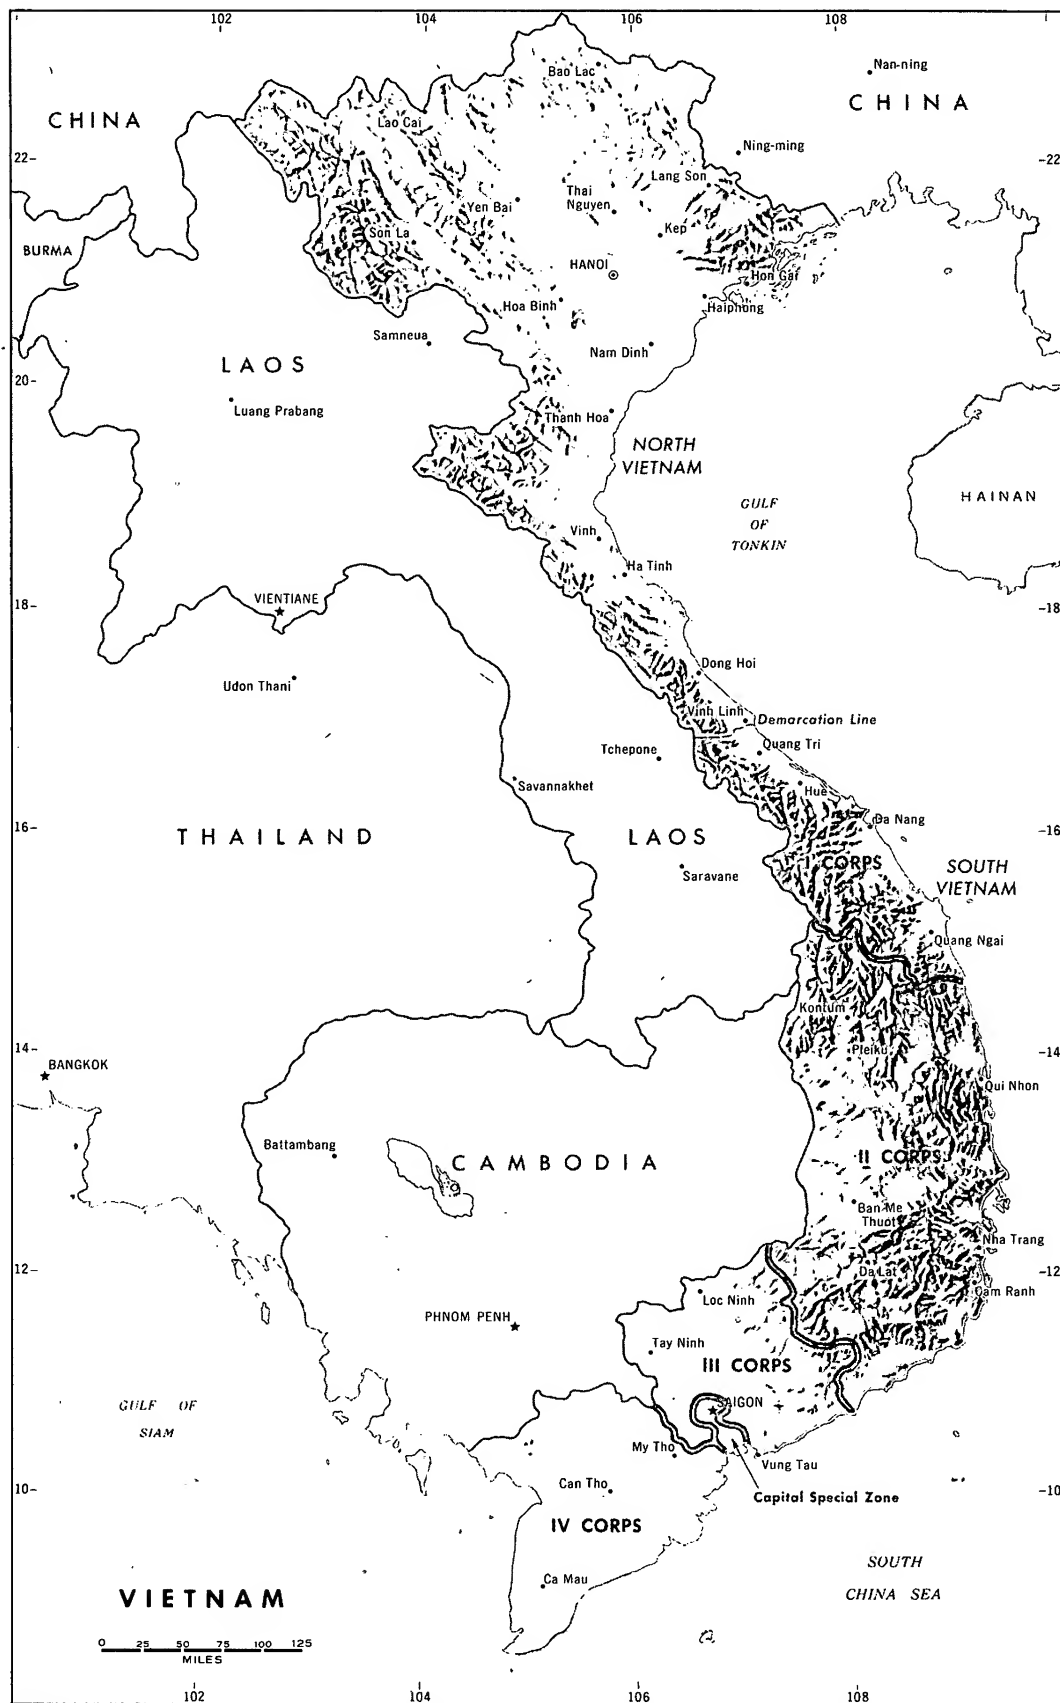 102 104 106 108
Bao Lac
Nan-ning
CHINA
CHINA
Lao Cai
Ning-ming
22-
-22
Lang Son
Thai
Nguyen
Yen Bai
Kep
Son La
BURMA
HANOI
Hon Gai
Hoa Binh
Haiphong
Samneua
Nam Dinh
LAOS
20-
-20
Luang Prabang
Thanh Hoa
NORTH
VIETNAM
HAINAN
GULF
OF
TONKIN
Vinh
Ha Tinh
VIENTIANE
18-
-18
Dong Hoi
Udon Thani
Vinh Linh
Demarcation Line
Quang Tri
Tchepone
Savannakhet
Hue
Da Nang
16-
-16
THAILAND
LAOS
I CORPS
SOUTH
VIETNAM
Saravane
Quang Ngai
Kontum
14-
-14
Pleiku
BANGKOK
Qui Nhon
Battambang
CAMBODIA
II CORPS
Ban Me
Thuot
Nha Trang
12-
-12
Da Lat
Cam Ranh
Loc Ninh
PHNOM PENH
Tay Ninh
III CORPS
GULF OF
SIAM
SAIGON
My Tho
Vung Tau
10-
-10
Can Tho
Capital Special Zone
IV CORPS
SOUTH
CHINA SEA
Ca Mau
VIETNAM
0 25 50 75 100 125
MILES
102 104 106 108